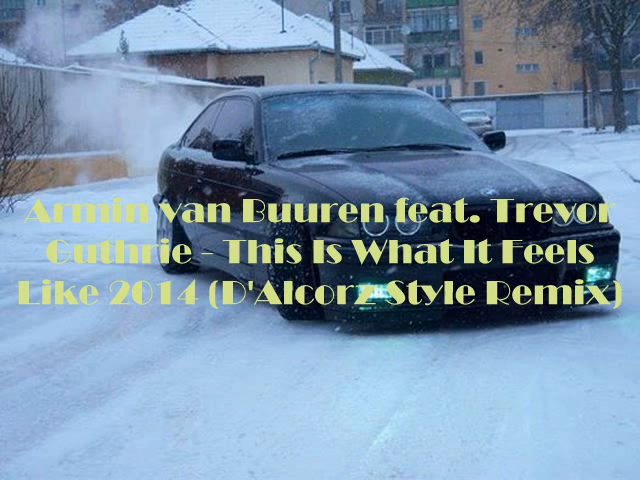 Armin van Buuren feat. Trevor
Guthrie - This Is What It Feels
Like 2014 (D'Alcorz Style Remix)